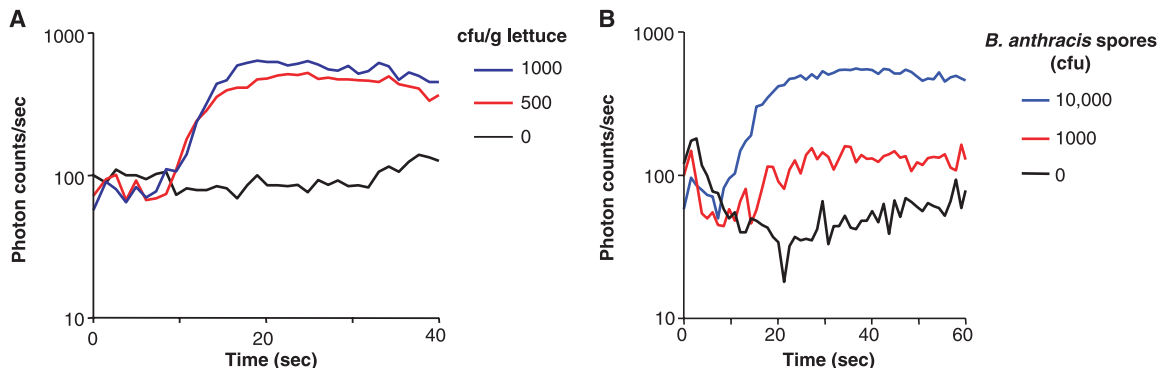 A
Photon counts/sec
1000
100
10
0
20
40
Time (sec)
cfu/g lettuce
1000
500
0
B
Photon counts/sec
1000
100
10
0
20
40
60
Time (sec)
B. anthracis spores
(cfu)
10,000
1000
0